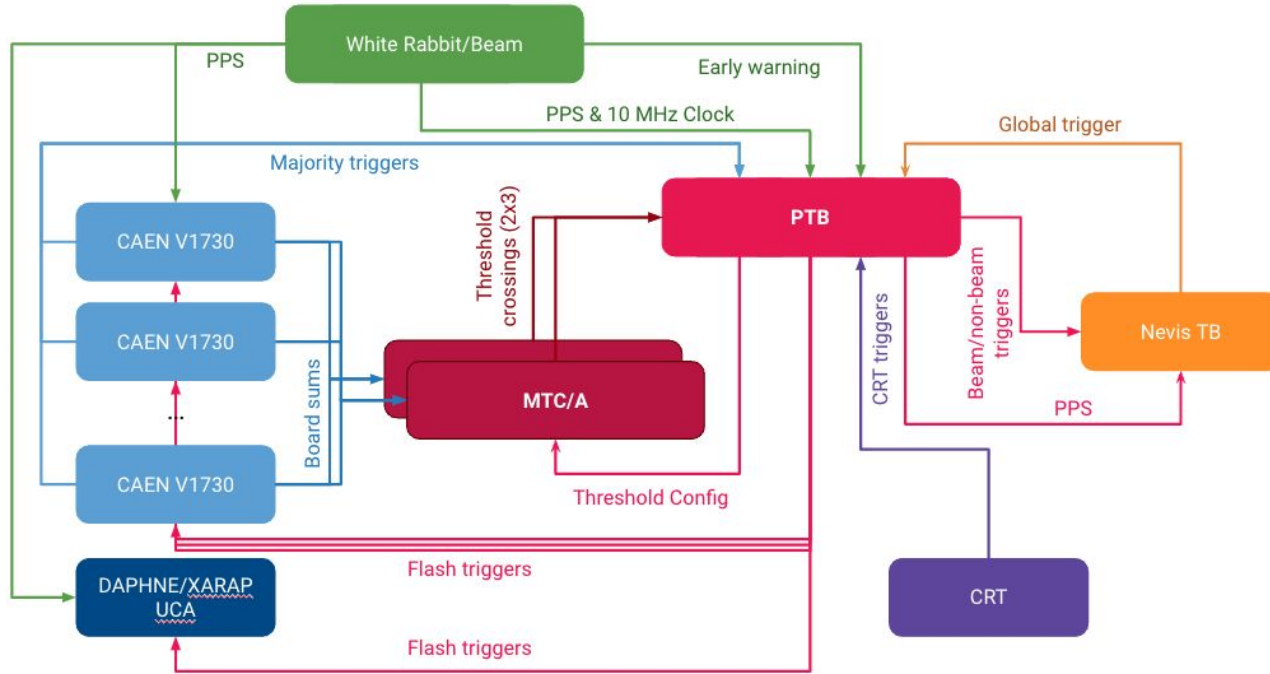 White Rabbit/Beam
PPS
Early warning
PPS & 10 MHz Clock
Global trigger
Majority triggers
Threshold
crossings (2x3)
PTB
CAEN V1730
CAEN V1730
...
CAEN V1730
Board sums
MTC/A
CRT triggers
Beam/non-beam
triggers
Nevis TB
PPS
Threshold Config
Flash triggers
DAPHNE/XARAP
UCA
CRT
Flash triggers